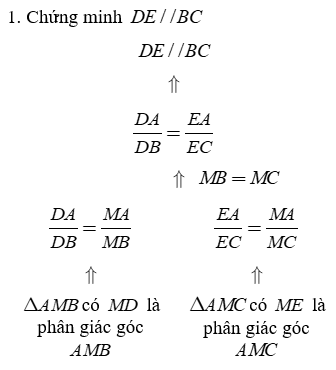 1. Chứng minh DE//BC
DE//BC
⇑
DA/DB = EA/EC
⇑ MB = MC
DA/DB = MA/MB    EA/EC = MA/MC
⇑    ⇑
ΔAMB có MD là    ΔAMC có ME là
phân giác góc    phân giác góc
AMB    AMC